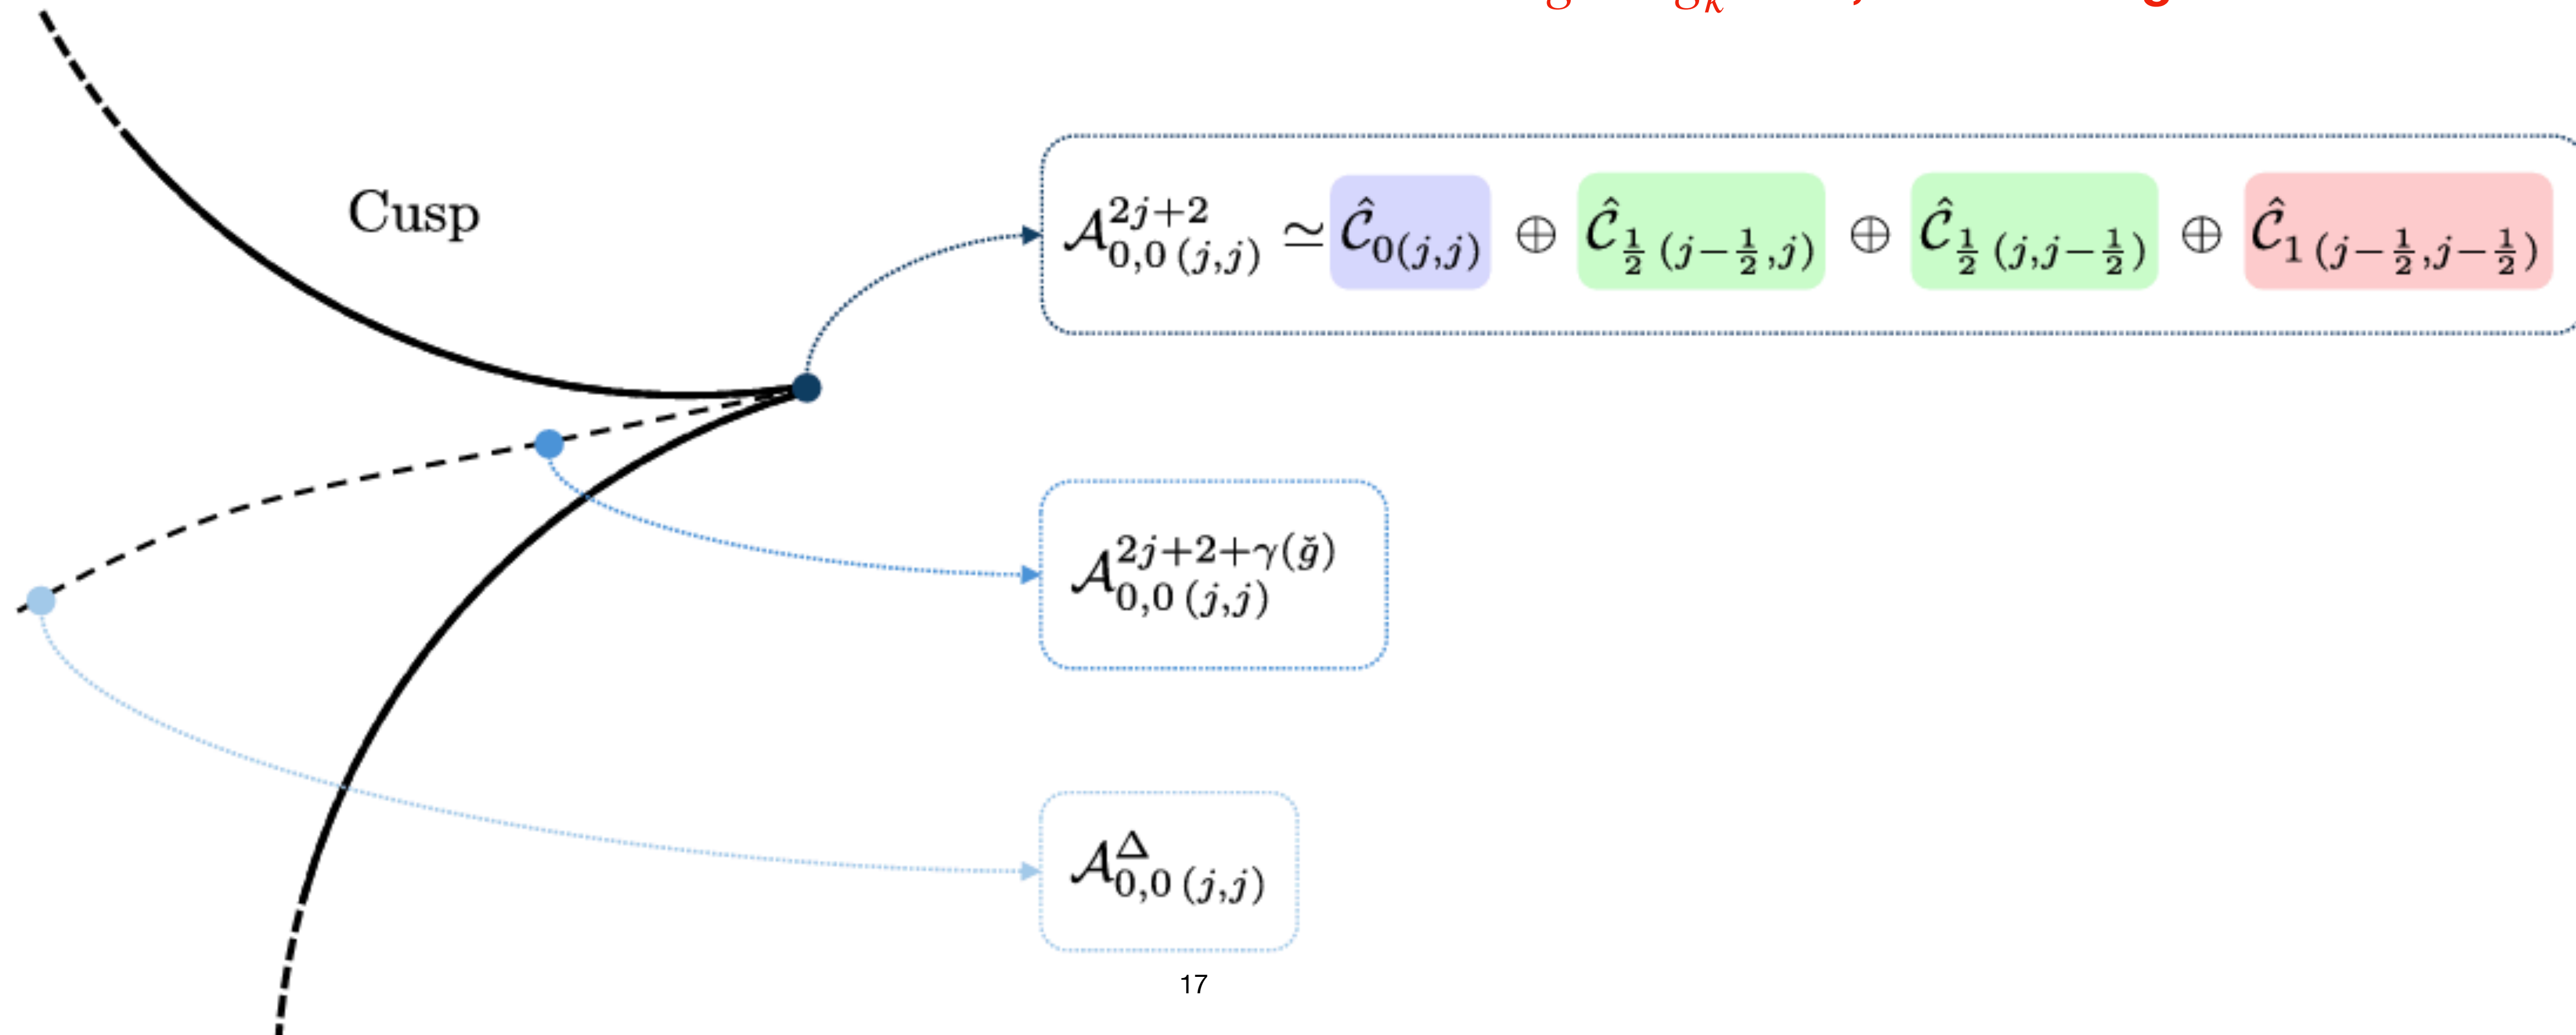 Cusp
𝒜^{2j+2}_{0,0 (j,j)} ≃ Ĉ_{0(j,j)} ⊕ Ĉ_{½ (j−½,j)} ⊕ Ĉ_{½ (j,j−½)} ⊕ Ĉ_{1 (j−½,j−½)}
𝒜^{2j+2+γ(ǧ)}_{0,0 (j,j)}
𝒜^{Δ}_{0,0 (j,j)}
17